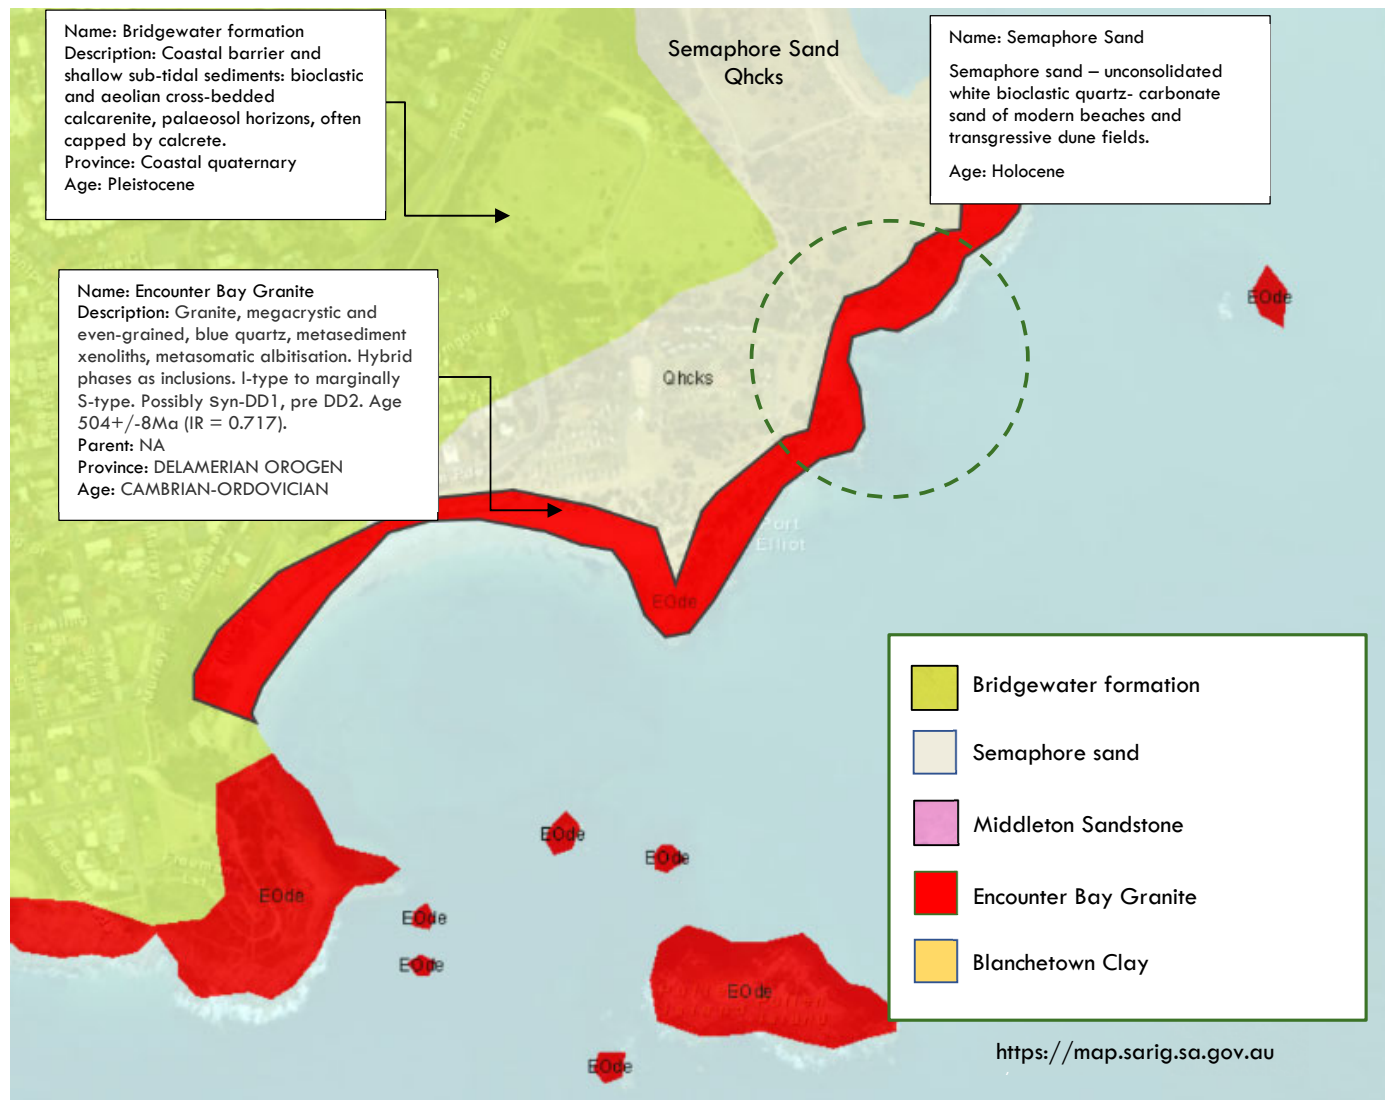 Name: Bridgewater formation
Description: Coastal barrier and
shallow sub-tidal sediments: bioclastic
and aeolian cross-bedded
calcarenite, palaeosol horizons, often
capped by calcrete.
Province: Coastal quaternary
Age: Pleistocene
Semaphore Sand
Qhcks
Name: Semaphore Sand
Semaphore sand – unconsolidated
white bioclastic quartz- carbonate
sand of modern beaches and
transgressive dune fields.
Age: Holocene
Port Elliot Rd
Name: Encounter Bay Granite
Description: Granite, megacrystic and
even-grained, blue quartz, metasediment
xenoliths, metasomatic albitisation. Hybrid
phases as inclusions. I-type to marginally
S-type. Possibly syn-DD1, pre DD2. Age
504+/-8Ma (IR = 0.717).
Parent: NA
Province: DELAMERIAN OROGEN
Age: CAMBRIAN-ORDOVICIAN
EOde
Qhcks
Port
Elliot
EOde
Murray Pl
EOde
EOde
EOde
EOde
EOde
EOde
EOde
Bridgewater formation
Semaphore sand
Middleton Sandstone
Encounter Bay Granite
Blanchetown Clay
https://map.sarig.sa.gov.au